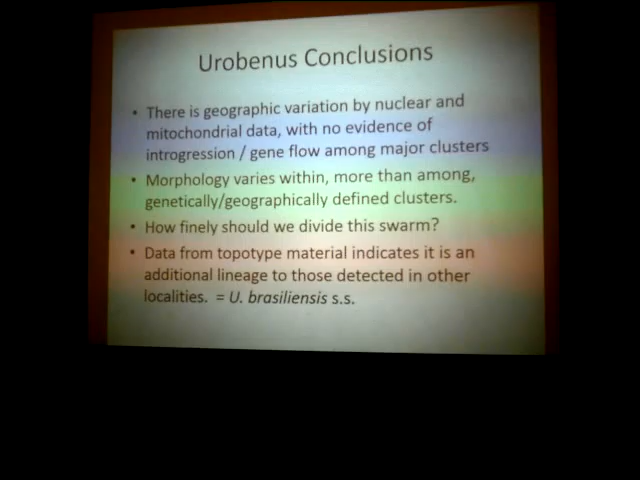 Urobenus Conclusions
• There is geographic variation by nuclear and
mitochondrial data, with no evidence of
introgression / gene flow among major clusters
• Morphology varies within, more than among,
genetically/geographically defined clusters.
• How finely should we divide this swarm?
• Data from topotype material indicates it is an
additional lineage to those detected in other
localities. = U. brasiliensis s.s.